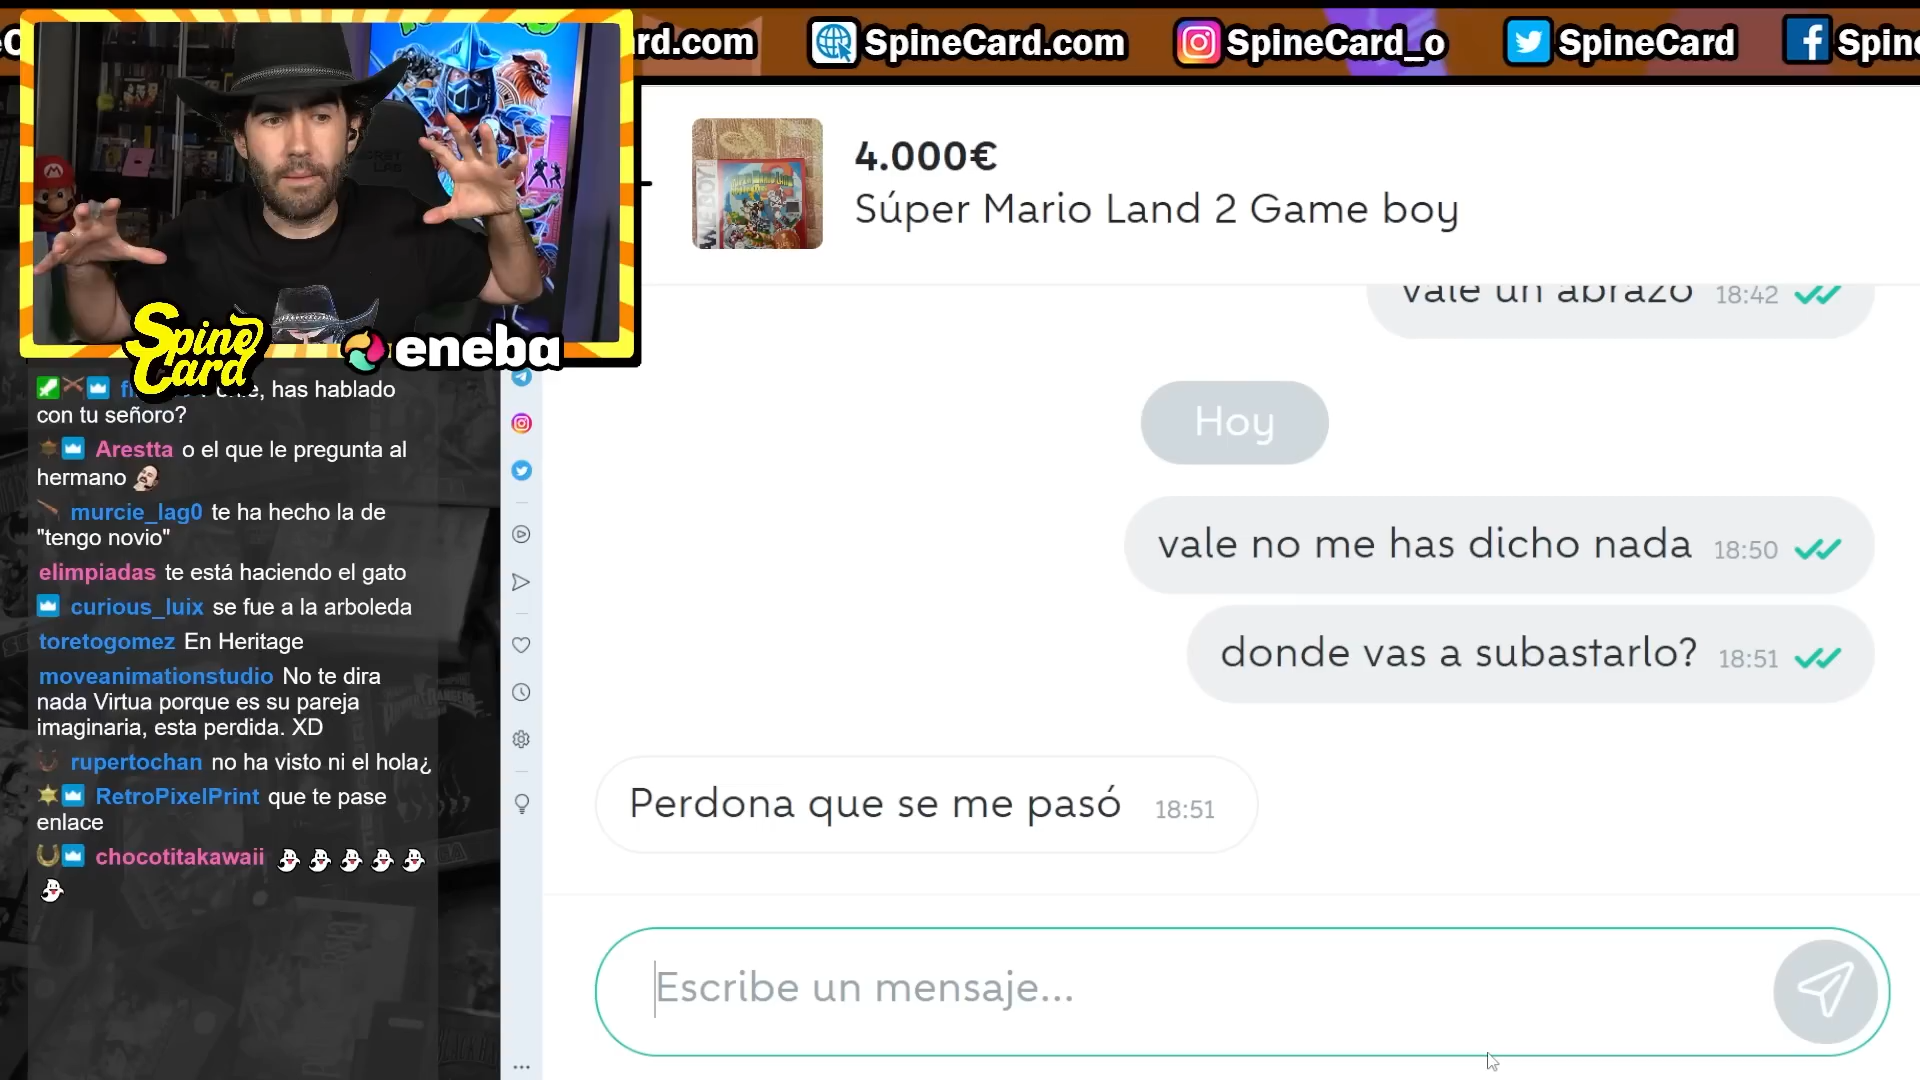 rd.com
SpineCard.com
SpineCard_o
SpineCard
Spine
4.000€
Súper Mario Land 2 Game boy
vale un abrazo 18:42
Hoy
vale no me has dicho nada 18:50
donde vas a subastarlo? 18:51
Perdona que se me pasó 18:51
Escribe un mensaje...
Spine
Card
eneba
, has hablado
con tu señoro?
Arestta o el que le pregunta al
hermano
murcie_lag0 te ha hecho la de
"tengo novio"
elimpiadas te está haciendo el gato
curious_luix se fue a la arboleda
toretogomez En Heritage
moveanimationstudio No te dira
nada Virtua porque es su pareja
imaginaria, esta perdida. XD
rupertochan no ha visto ni el hola¿
RetroPixelPrint que te pase
enlace
chocotitakawaii